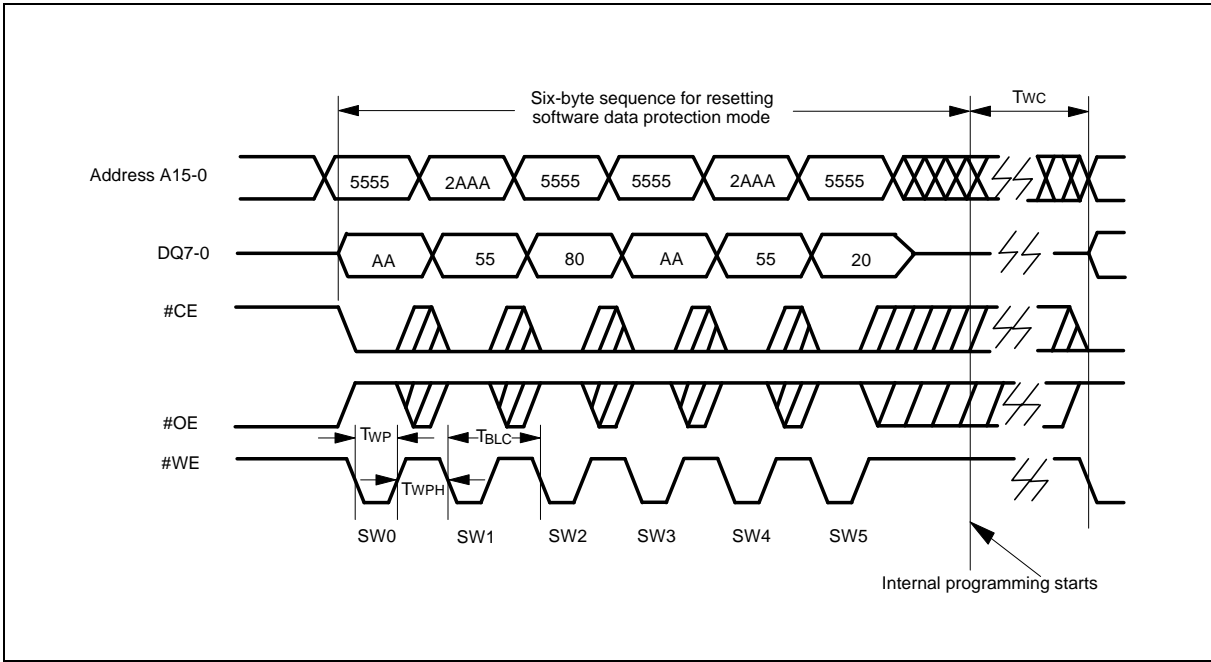 Six-byte sequence for resetting
software data protection mode
TWC
Address A15-0
5555 2AAA 5555 5555 2AAA 5555
DQ7-0
AA 55 80 AA 55 20
#CE
#OE
TWP TBLC
#WE
TWPH
SW0 SW1 SW2 SW3 SW4 SW5
Internal programming starts